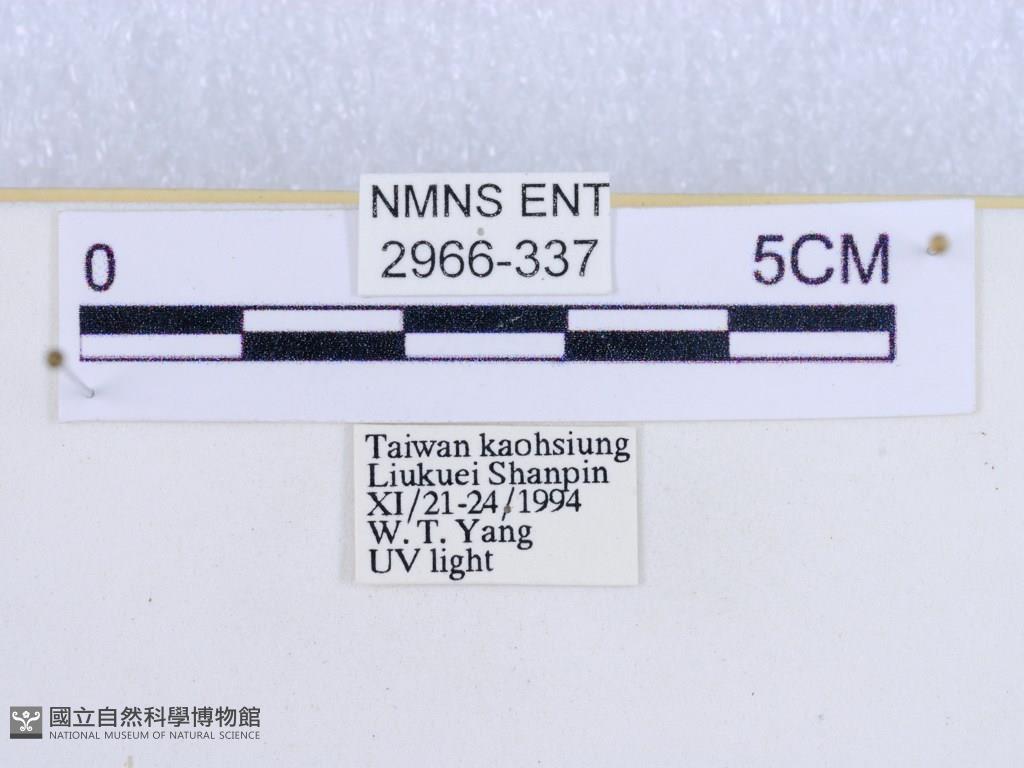 NMNS ENT
2966-337
0
5CM
Taiwan kaohsiung
Liukuei Shanpin
XI/21-24/1994
W. T. Yang
UV light
國立自然科學博物館
NATIONAL MUSEUM OF NATURAL SCIENCE